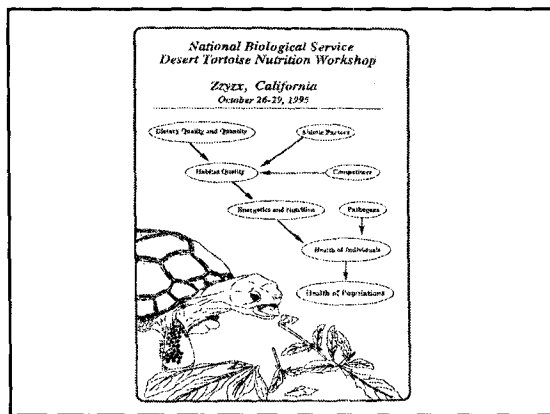 National Biological Service
Desert Tortoise Nutrition Workshop
Zzyzx, California
October 26-29, 1995
Dietary Quality and Quantity
Abiotic Factors
Habitat Quality
Competitors
Energetics and Nutrition
Pathogens
Health of Individuals
Health of Populations